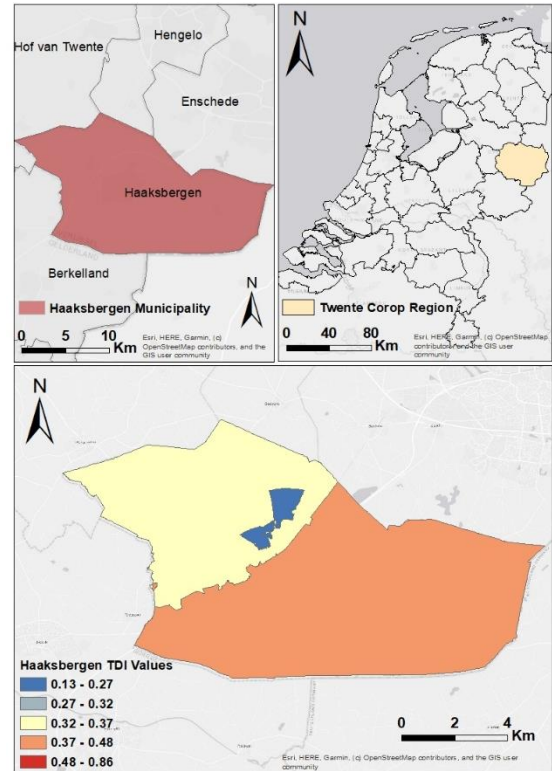 Hof van Twente
Hengelo
Enschede
Haaksbergen
GELDERLAND
Berkelland
N
Haaksbergen Municipality
0 5 10
Km
Esri, HERE, Garmin, (c)
OpenStreetMap contributors, and the
GIS user community
N
Twente Corop Region
0 40 80
Km
Esri, HERE, Garmin, (c) OpenStreetMap
contributors, and the GIS user
community
N
Haaksbergen TDI Values
0.13 - 0.27
0.27 - 0.32
0.32 - 0.37
0.37 - 0.48
0.48 - 0.86
0 2 4
Km
Esri, HERE, Garmin, (c) OpenStreetMap contributors, and the GIS user community